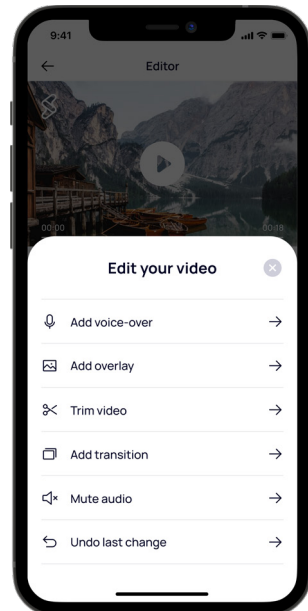 9:41
Editor
00:00
00:18
Edit your video
Add voice-over
Add overlay
Trim video
Add transition
Mute audio
Undo last change